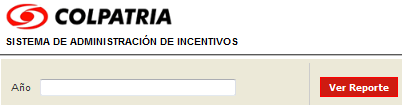 COLPATRIA
SISTEMA DE ADMINISTRACIÓN DE INCENTIVOS
Año
Ver Reporte